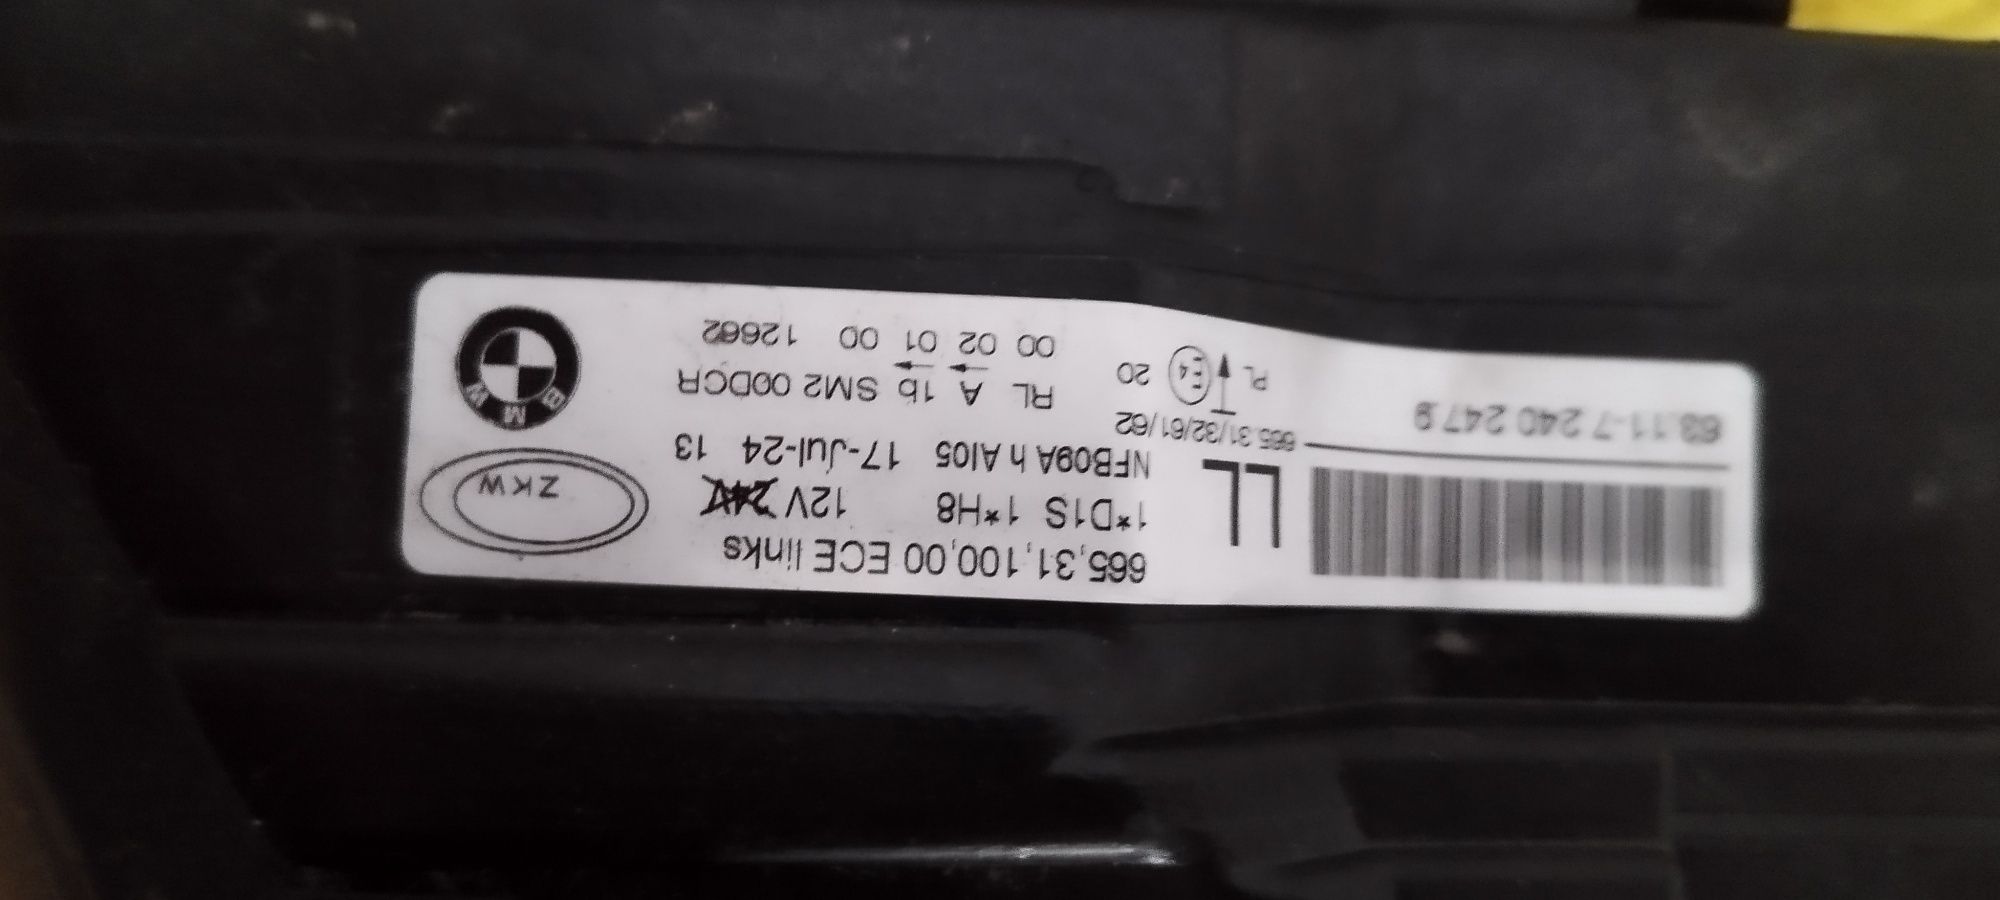 665,31,100,00 ECE links
1*D1S 1*H8 12V 24V
LL
NFB09A h AI05 17-Jul-24 13
665.31/32/61/62
63.11-7 240 247 9
RL A 1b SM2 00DCR
PL E4 20
00 02 01 00 12662
ZKW
BMW